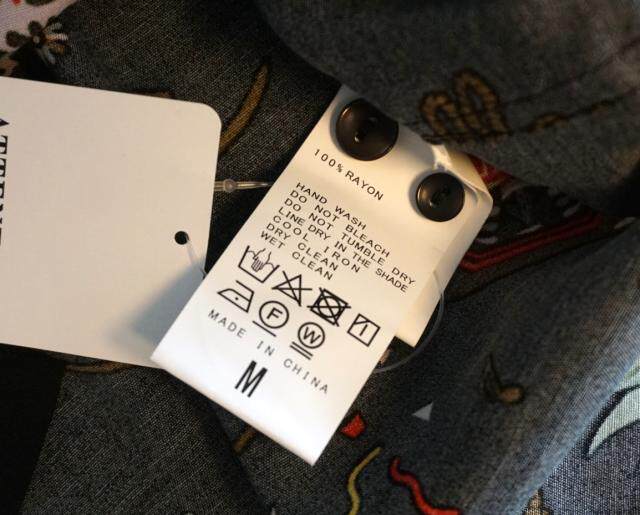 100% RAYON
HAND WASH
DO NOT BLEACH
DO NOT TUMBLE DRY
LINE DRY IN THE SHADE
COOL IRON
DRY CLEAN
WET CLEAN
F
W
MADE IN CHINA
M